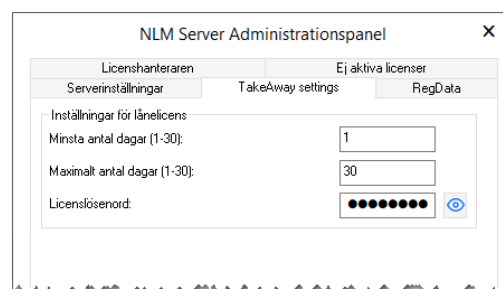 NLM Server Administrationspanel
Licenshanteraren Ej aktiva licenser
Serverinställningar TakeAway settings RegData
Inställningar för lånelicens
Minsta antal dagar (1-30): 1
Maximalt antal dagar (1-30): 30
Licenslösenord: ●●●●●●●●